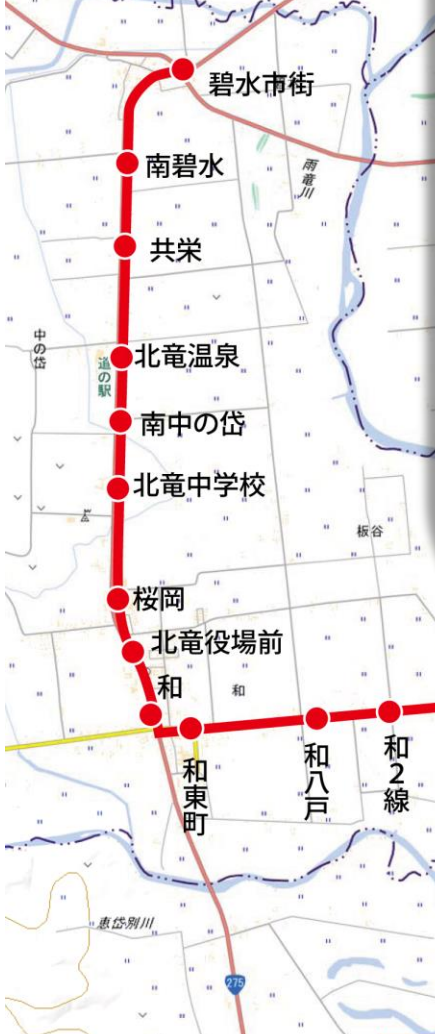 碧水市街
南碧水
雨竜川
共栄
中の岱
北竜温泉
道の駅
南中の岱
北竜中学校
板谷
桜岡
北竜役場前
和
和
和東町
和八戸
和2線
恵岱別川
275